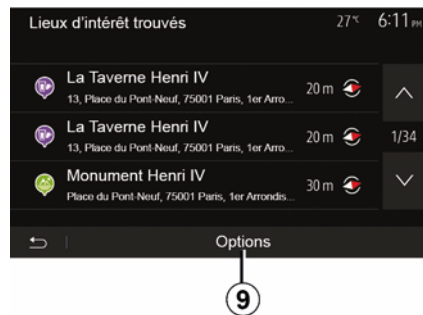 Lieux d'intérêt trouvés 27°C 6:11 PM
La Taverne Henri IV
13, Place du Pont-Neuf, 75001 Paris, 1er Arro... 20 m
La Taverne Henri IV
13, Place du Pont-Neuf, 75001 Paris, 1er Arro... 20 m
1/34
Monument Henri IV
Place du Pont-Neuf, 75001 Paris, 1er Arrondis... 30 m
Options
9